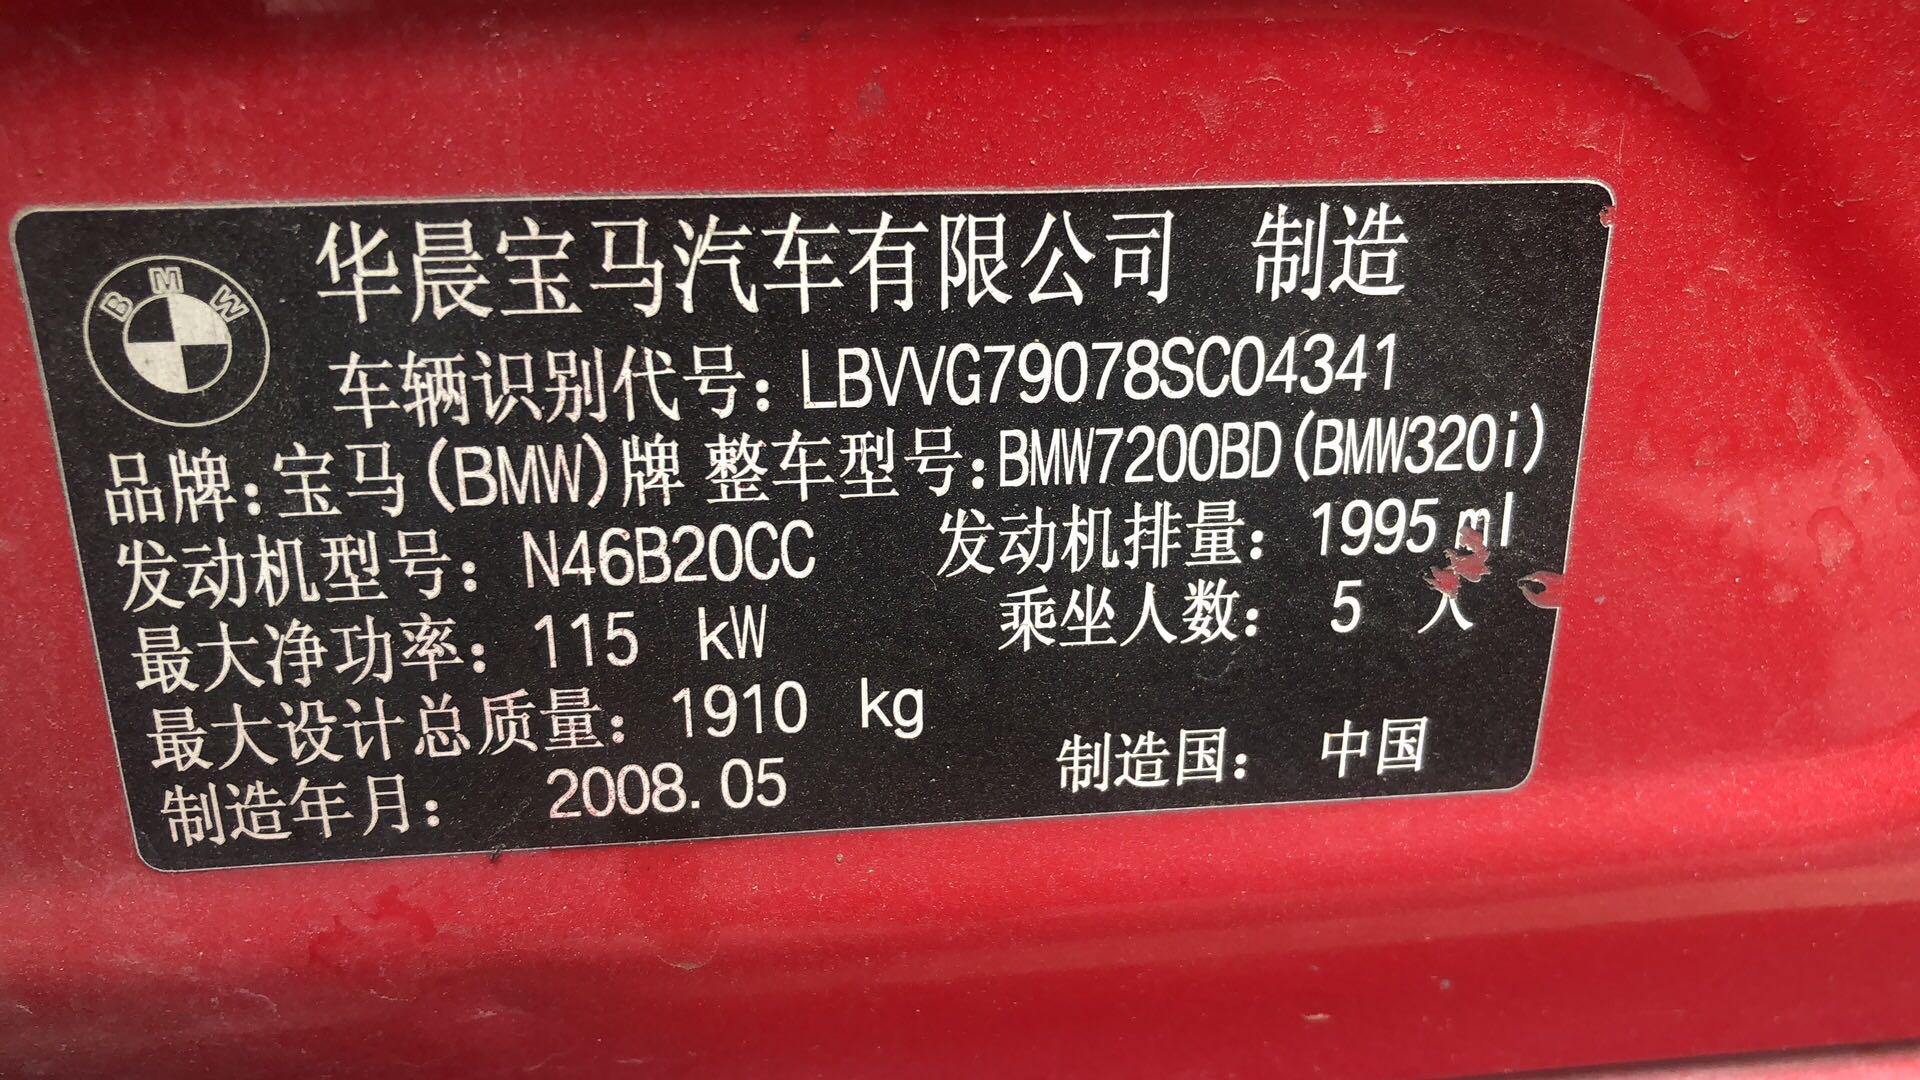 BMW
华晨宝马汽车有限公司 制造
车辆识别代号: LBVVG79078SC04341
品牌: 宝马(BMW)牌 整车型号: BMW7200BD(BMW320i)
发动机型号: N46B20CC 发动机排量: 1995 ml
最大净功率: 115 kW 乘坐人数: 5 人
最大设计总质量: 1910 kg
制造年月: 2008.05 制造国: 中国